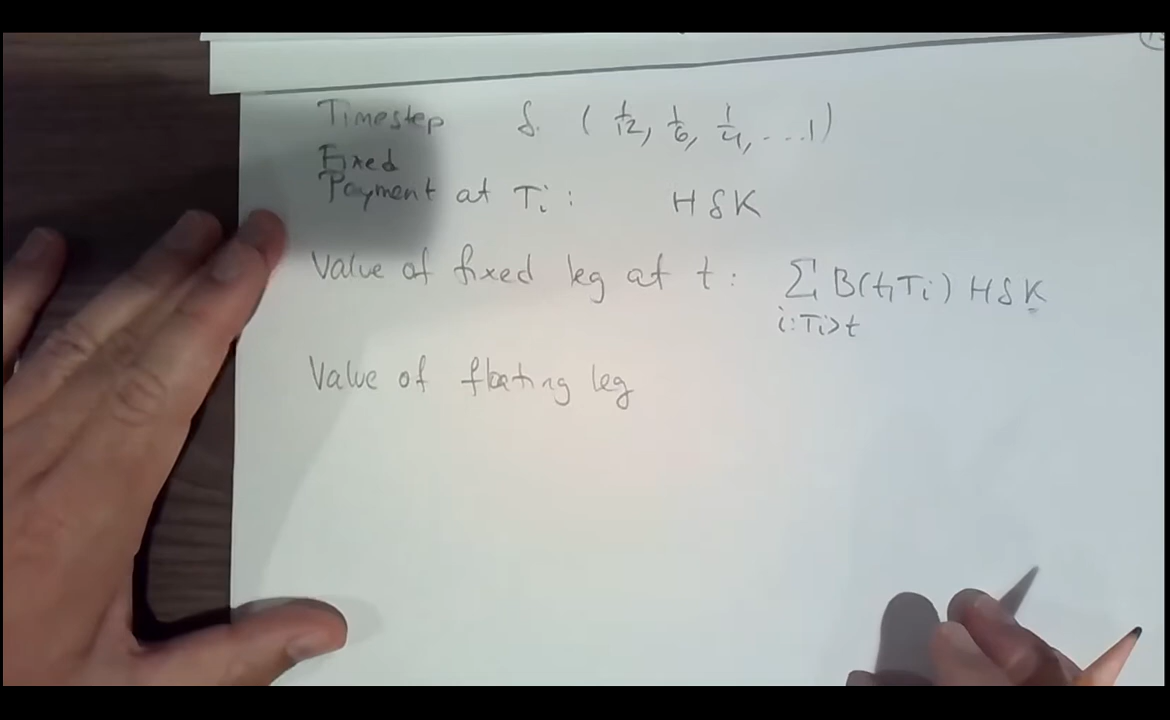 Timestep δ. (1/12, 1/6, 1/4, ...1)
Fixed
Payment at Ti: HδK
Value of fixed leg at t: Σ B(t,Ti) HδK
i:Ti>t
Value of floating leg